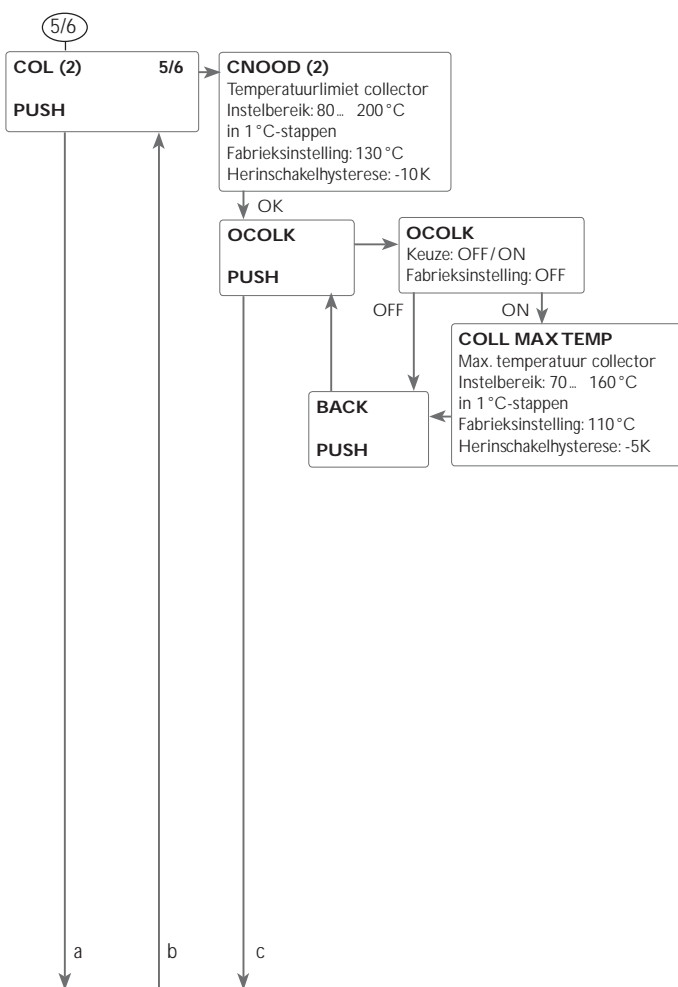 5/6
COL (2) 5/6
PUSH
CNOOD (2)
Temperatuurlimiet collector
Instelbereik: 80... 200 °C
in 1 °C-stappen
Fabrieksinstelling: 130 °C
Herinschakelhysterese: -10 K
OK
OCOLK
PUSH
OCOLK
Keuze: OFF / ON
Fabrieksinstelling: OFF
OFF
ON
COLL MAX TEMP
Max. temperatuur collector
Instelbereik: 70... 160 °C
in 1 °C-stappen
Fabrieksinstelling: 110 °C
Herinschakelhysterese: -5K
BACK
PUSH
a
b
c